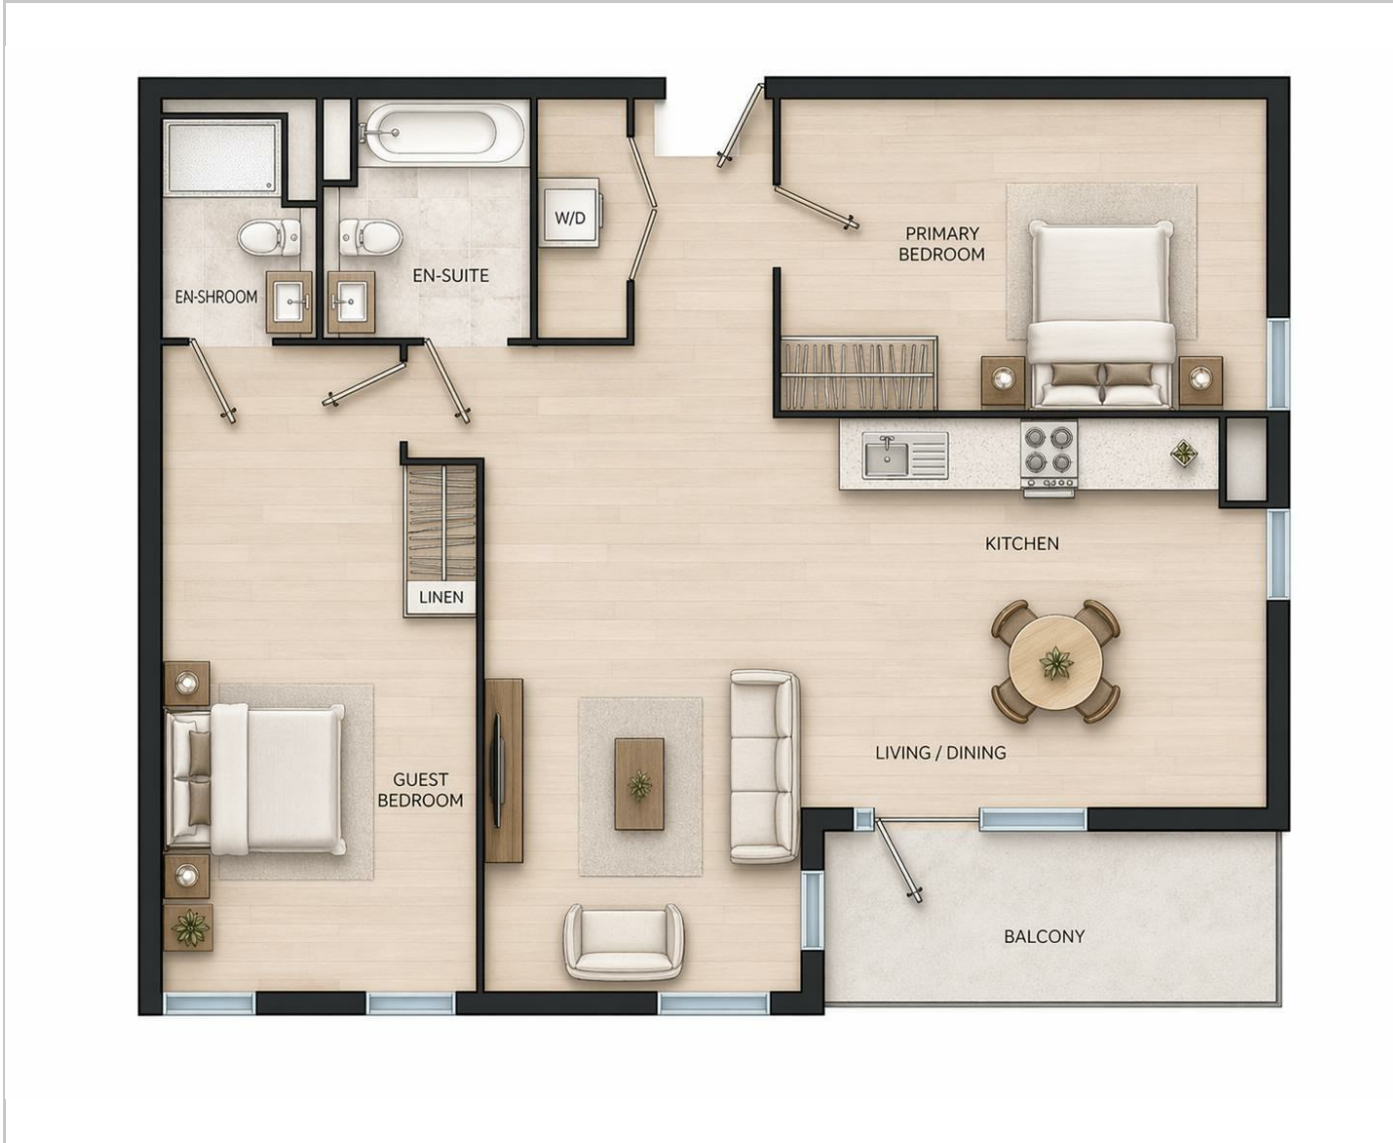 W/D
PRIMARY
BEDROOM
EN-SUITE
EN-SHROOM
KITCHEN
LINEN
LIVING / DINING
GUEST
BEDROOM
BALCONY